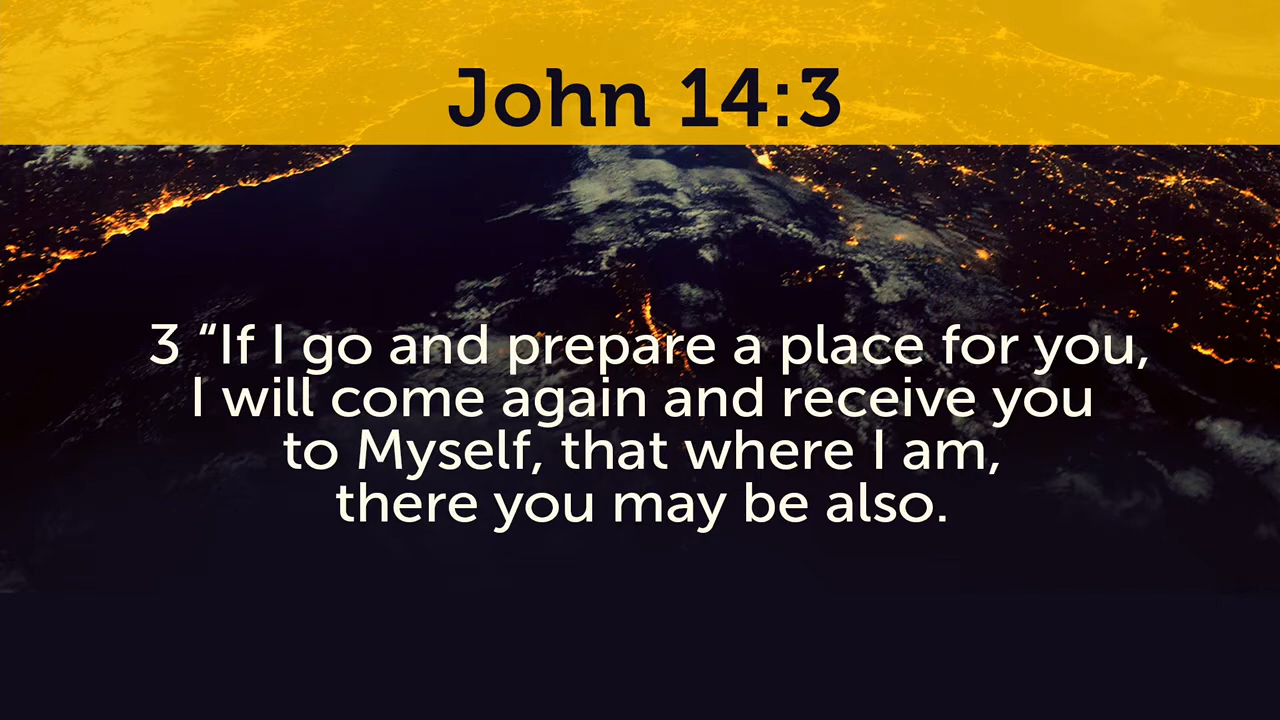 John 14:3
3 “If I go and prepare a place for you,
I will come again and receive you
to Myself, that where I am,
there you may be also.